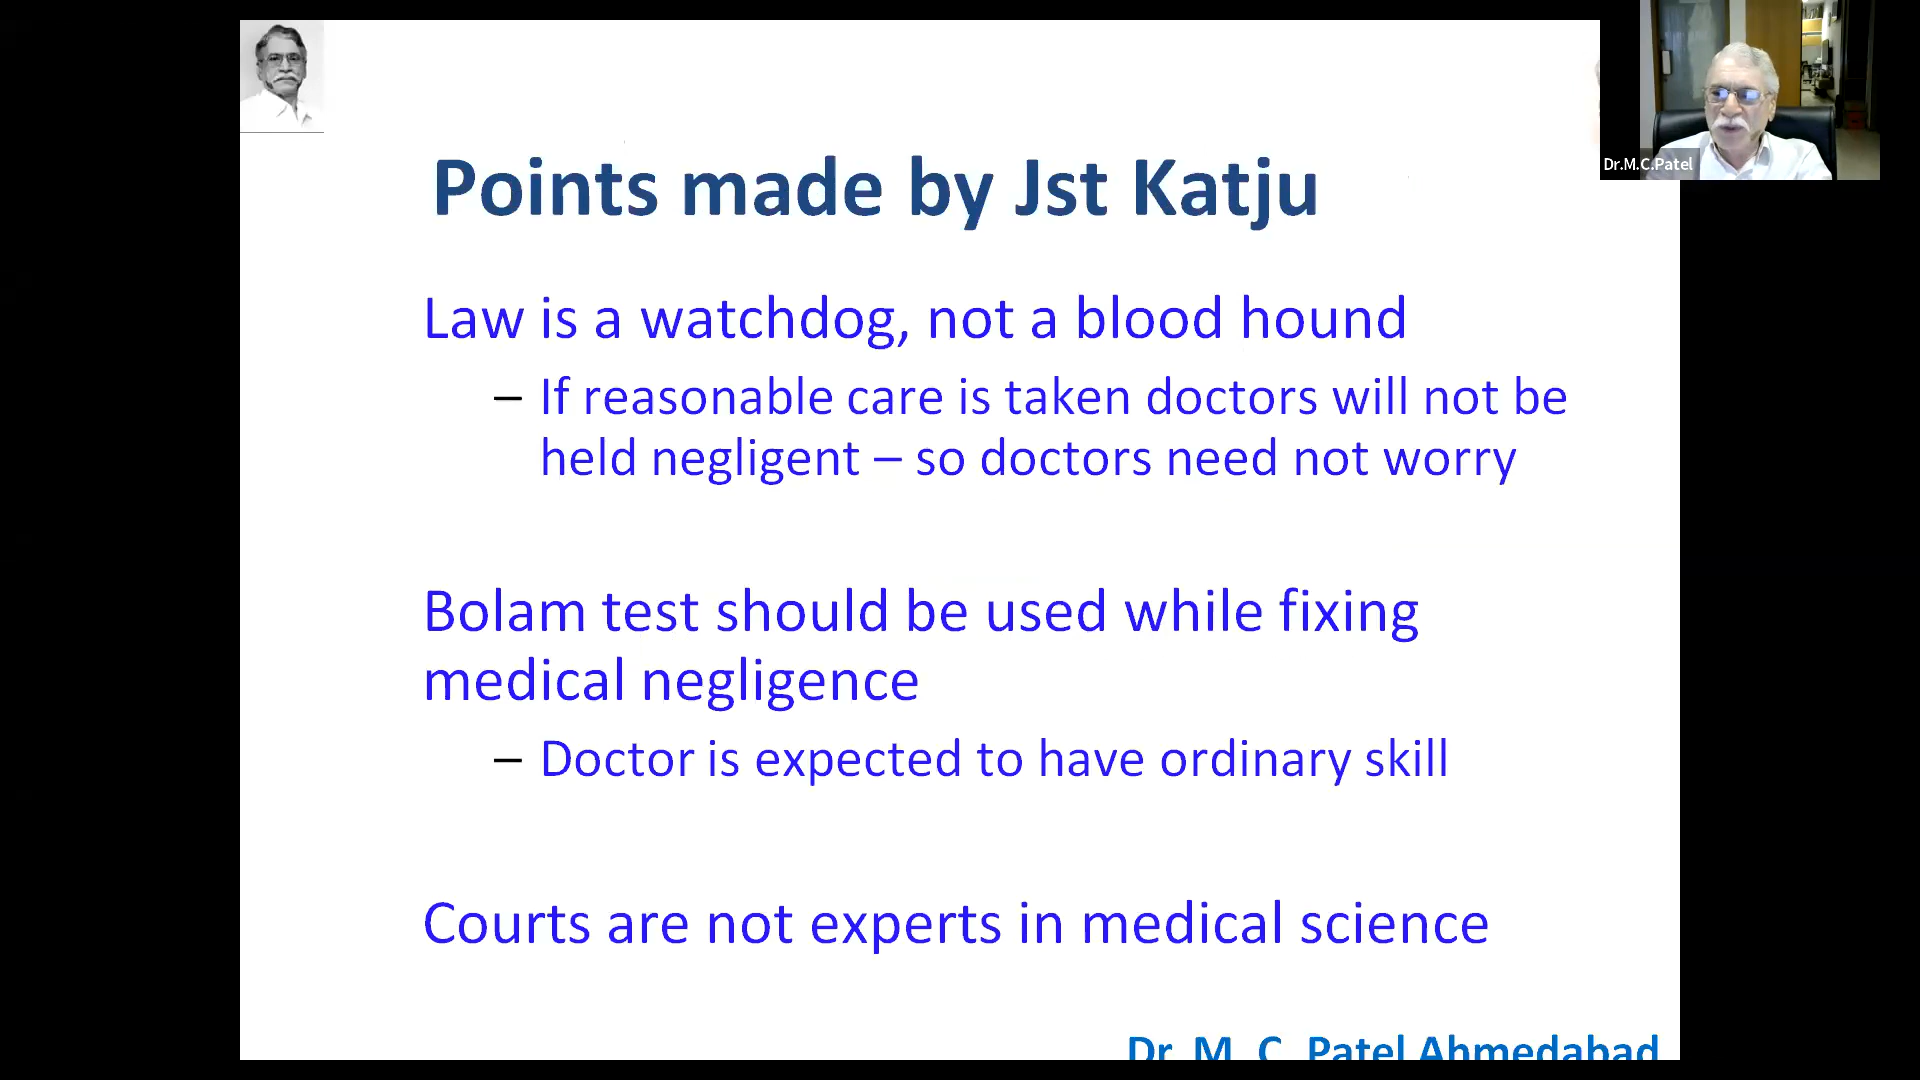 Dr.M.C.Patel
Points made by Jst Katju
Law is a watchdog, not a blood hound
– If reasonable care is taken doctors will not be
held negligent – so doctors need not worry
Bolam test should be used while fixing
medical negligence
– Doctor is expected to have ordinary skill
Courts are not experts in medical science
Dr. M. C. Patel Ahmedabad